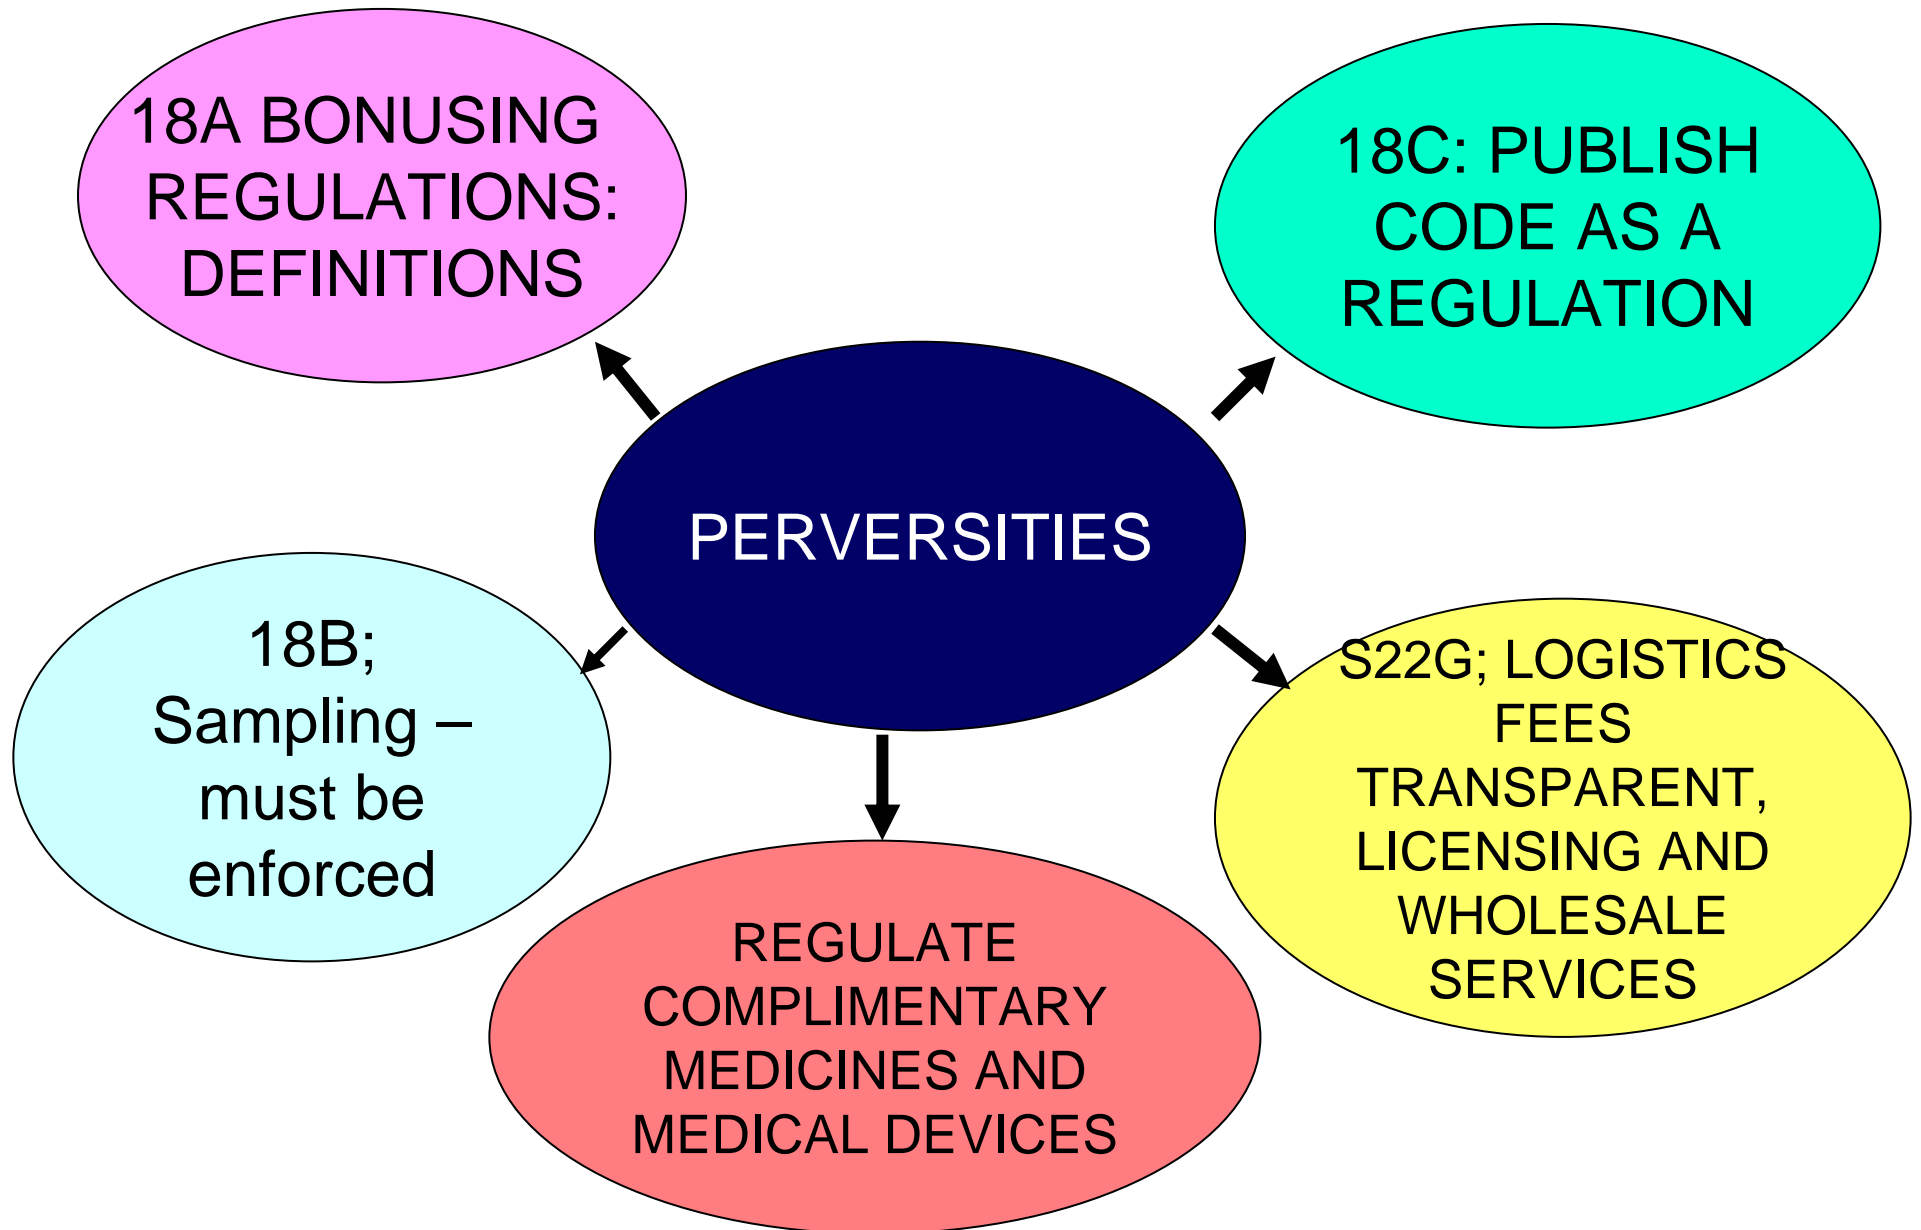 18A BONUSING
REGULATIONS:
DEFINITIONS
18C: PUBLISH
CODE AS A
REGULATION
PERVERSITIES
18B;
Sampling –
must be
enforced
S22G; LOGISTICS
FEES
TRANSPARENT,
LICENSING AND
WHOLESALE
SERVICES
REGULATE
COMPLIMENTARY
MEDICINES AND
MEDICAL DEVICES